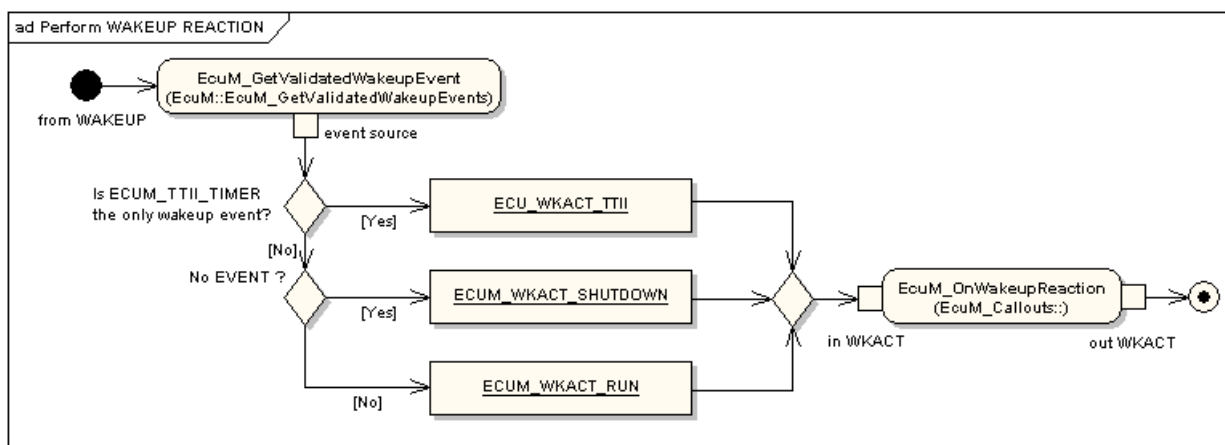 ad Perform WAKEUP REACTION
EcuM_GetValidatedWakeupEvent
(EcuM::EcuM_GetValidatedWakeupEvents)
from WAKEUP
event source
Is ECUM_TTII_TIMER
the only wakeup event?
[Yes]
ECU_WKACT_TTII
[No]
No EVENT ?
[Yes]
ECUM_WKACT_SHUTDOWN
EcuM_OnWakeupReaction
(EcuM_Callouts::)
in WKACT
out WKACT
[No]
ECUM_WKACT_RUN